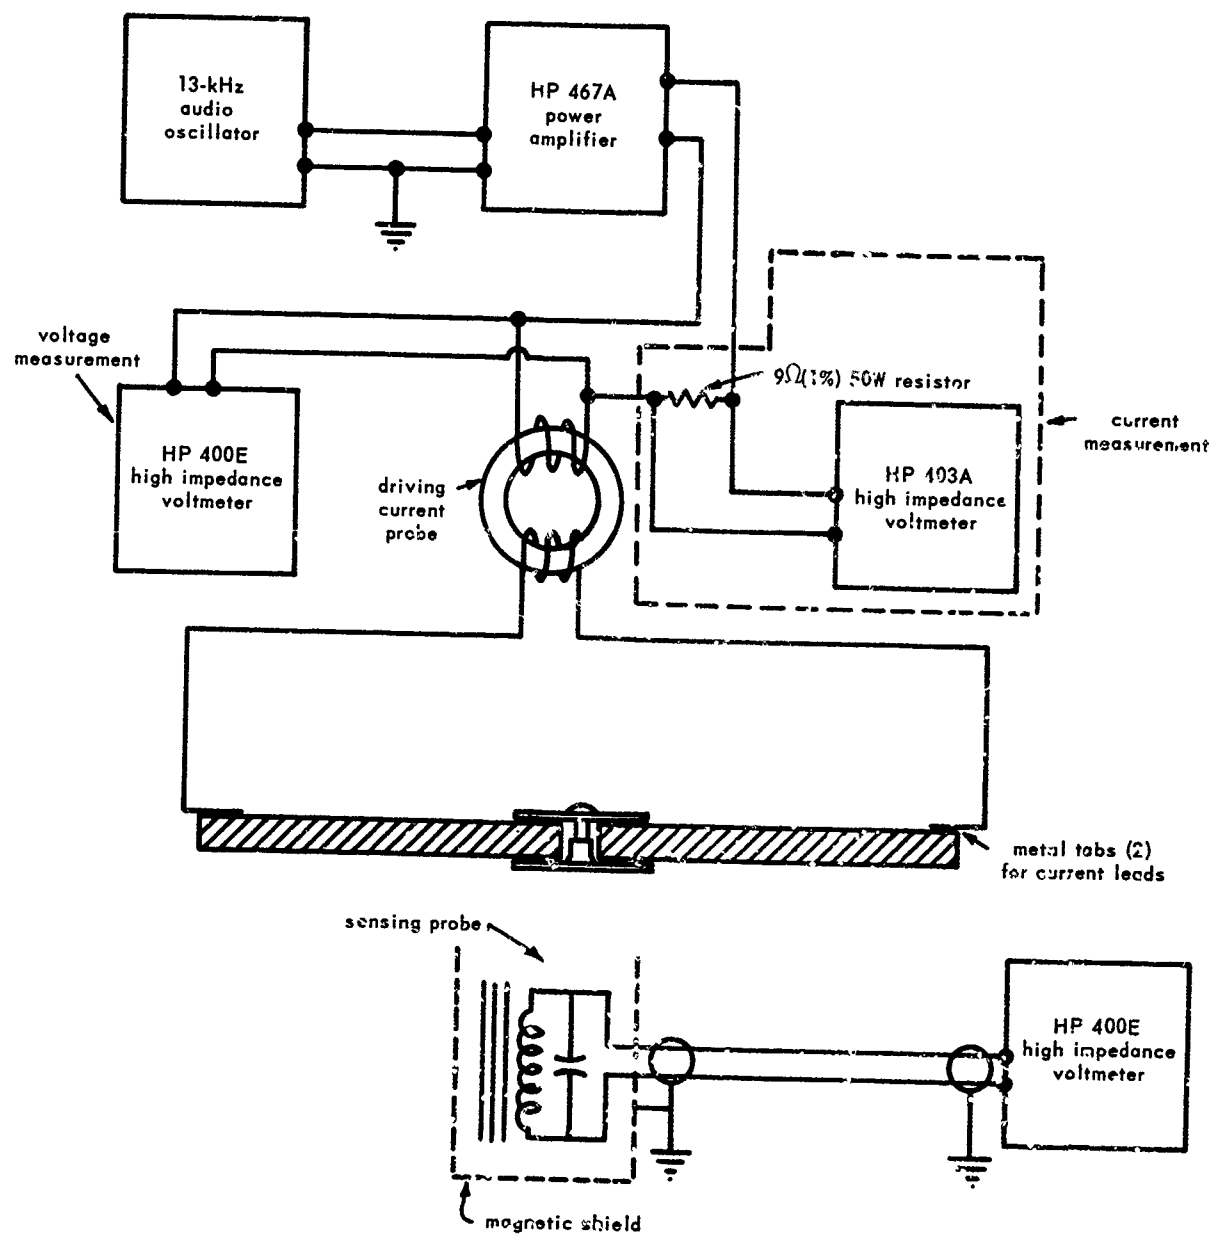 13-kHz
audio
oscillator
HP 467A
power
amplifier
voltage
measurement
9Ω(1%) 50W resistor
current
measurement
HP 400E
high impedance
voltmeter
HP 403A
high impedance
voltmeter
driving
current
probe
metal tabs (2)
for current leads
sensing probe
HP 400E
high impedance
voltmeter
magnetic shield